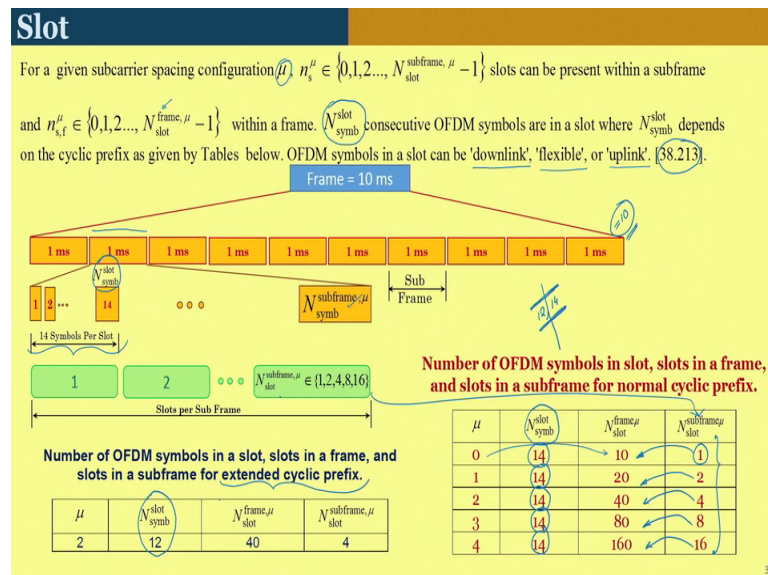 Slot
For a given subcarrier spacing configuration μ, n_s^μ ∈ {0,1,2..., N_slot^{subframe, μ} −1} slots can be present within a subframe
and n_{s,f}^μ ∈ {0,1,2..., N_slot^{frame, μ} −1} within a frame. N_symb^slot consecutive OFDM symbols are in a slot where N_symb^slot depends
on the cyclic prefix as given by Tables below. OFDM symbols in a slot can be 'downlink', 'flexible', or 'uplink'. [38.213].
Frame = 10 ms
=10
1 ms 1 ms 1 ms 1 ms 1 ms 1 ms 1 ms 1 ms 1 ms 1 ms
N_symb^slot
Sub
Frame
1 2 ••• 14 ○○○ N_symb^{subframe, μ}
12 14
14 Symbols Per Slot
1 2 ○○○ N_slot^{subframe, μ} ∈ {1,2,4,8,16}
Slots per Sub Frame
Number of OFDM symbols in slot, slots in a frame,
and slots in a subframe for normal cyclic prefix.
μ N_symb^slot N_slot^{frameμ} N_slot^{subframeμ}
0 14 10 1
1 14 20 2
2 14 40 4
3 14 80 8
4 14 160 16
Number of OFDM symbols in a slot, slots in a frame, and
slots in a subframe for extended cyclic prefix.
μ N_symb^slot N_slot^{frame,μ} N_slot^{subframe, μ}
2 12 40 4